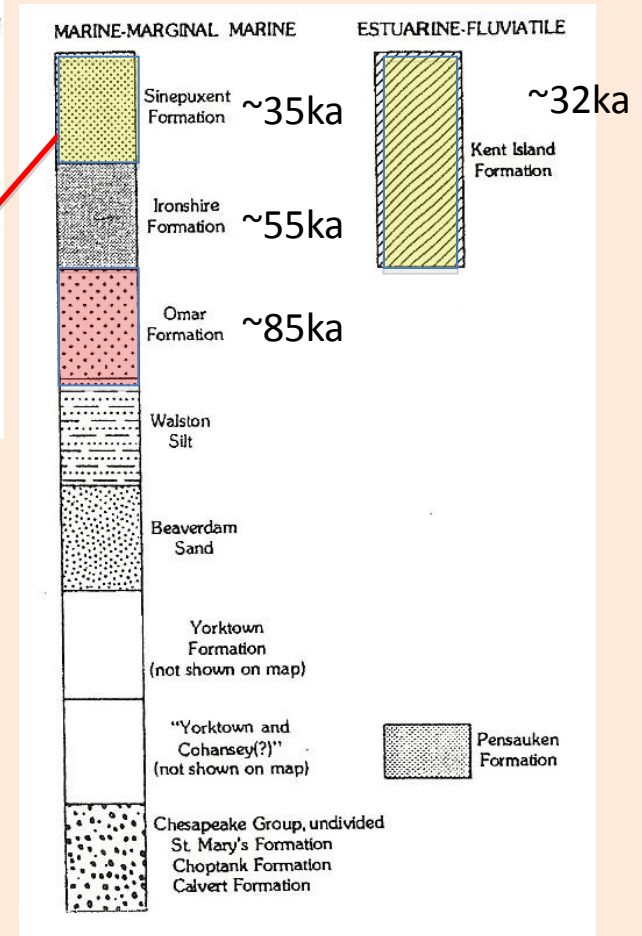 MARINE-MARGINAL MARINE
Sinepuxent
Formation
~35ka
Ironshire
Formation
~55ka
Omar
Formation
~85ka
Walston
Silt
Beaverdam
Sand
Yorktown
Formation
(not shown on map)
"Yorktown and
Cohansey(?)"
(not shown on map)
Chesapeake Group, undivided
St. Mary's Formation
Choptank Formation
Calvert Formation
ESTUARINE-FLUVIATILE
~32ka
Kent Island
Formation
Pensauken
Formation